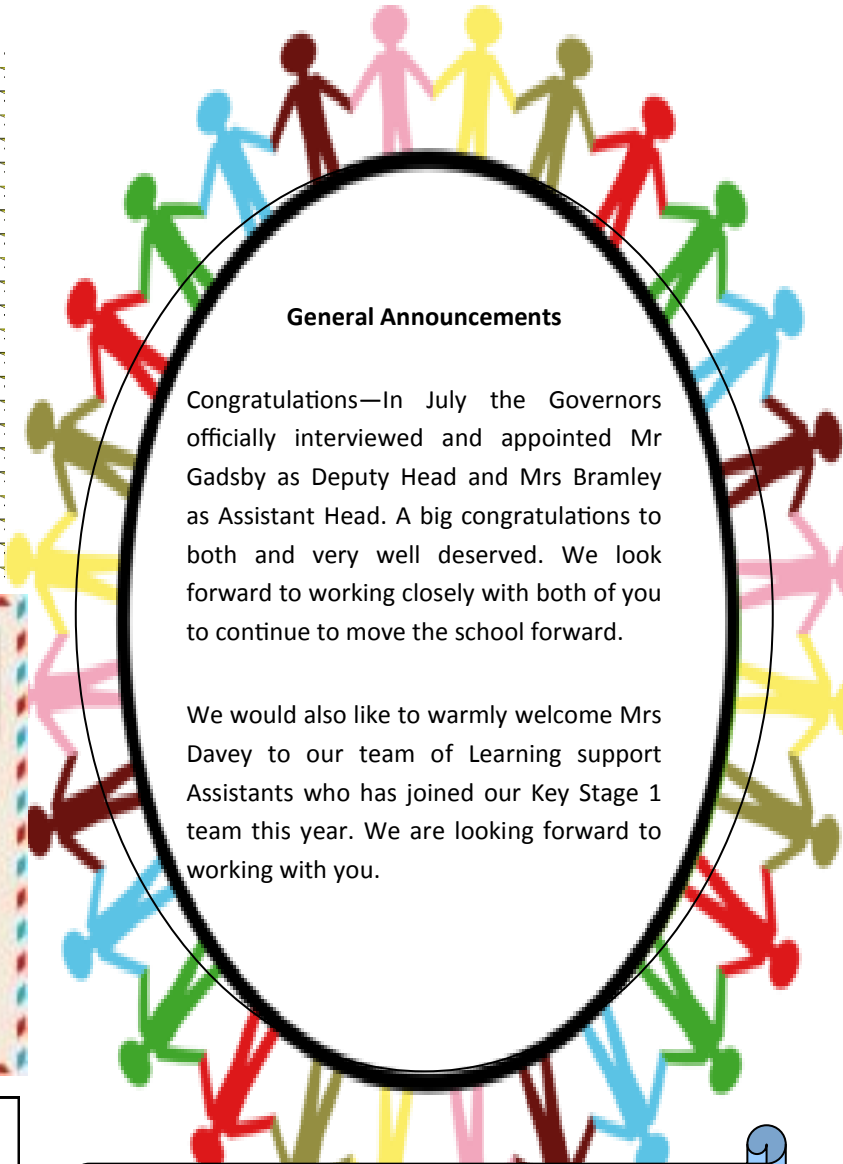 General Announcements
Congratulations—In July the Governors
officially interviewed and appointed Mr
Gadsby as Deputy Head and Mrs Bramley
as Assistant Head. A big congratulations to
both and very well deserved. We look
forward to working closely with both of you
to continue to move the school forward.
We would also like to warmly welcome Mrs
Davey to our team of Learning support
Assistants who has joined our Key Stage 1
team this year. We are looking forward to
working with you.